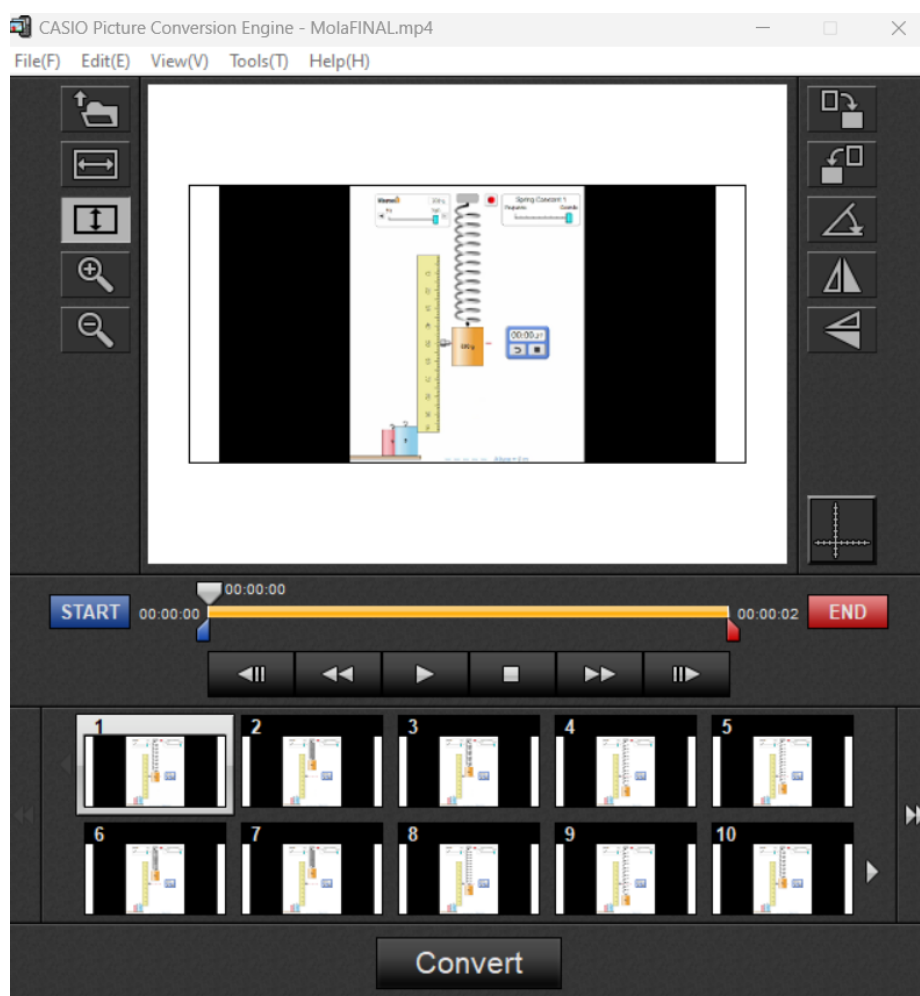 CASIO Picture Conversion Engine - MolaFINAL.mp4
File(F) Edit(E) View(V) Tools(T) Help(H)
Spring Constant 1
00:00:00
START 00:00:00 00:00:02 END
1 2 3 4 5
6 7 8 9 10
Convert